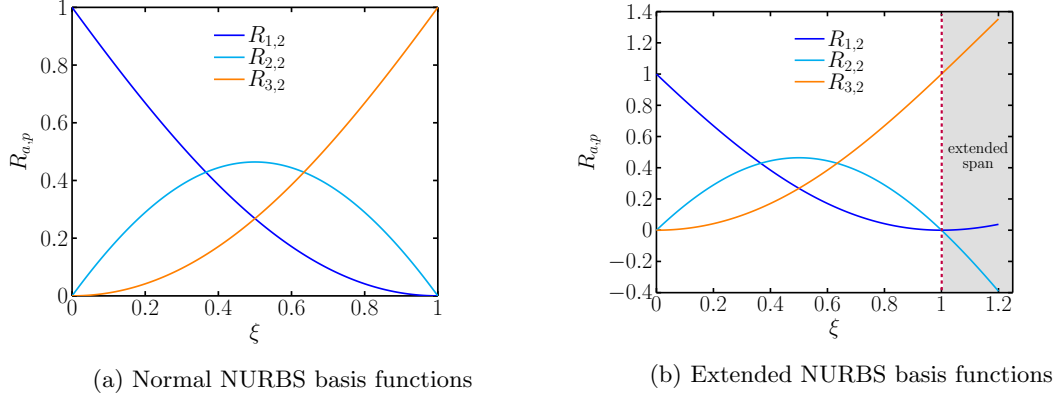 1
0.8
0.6
0.4
0.2
0
0
0.2
0.4
0.6
0.8
1
R_{a,p}
ξ
R_{1,2}
R_{2,2}
R_{3,2}
(a) Normal NURBS basis functions
1.4
1.2
1
0.8
0.6
0.4
0.2
0
−0.2
−0.4
0
0.2
0.4
0.6
0.8
1
1.2
R_{a,p}
ξ
R_{1,2}
R_{2,2}
R_{3,2}
extended
span
(b) Extended NURBS basis functions